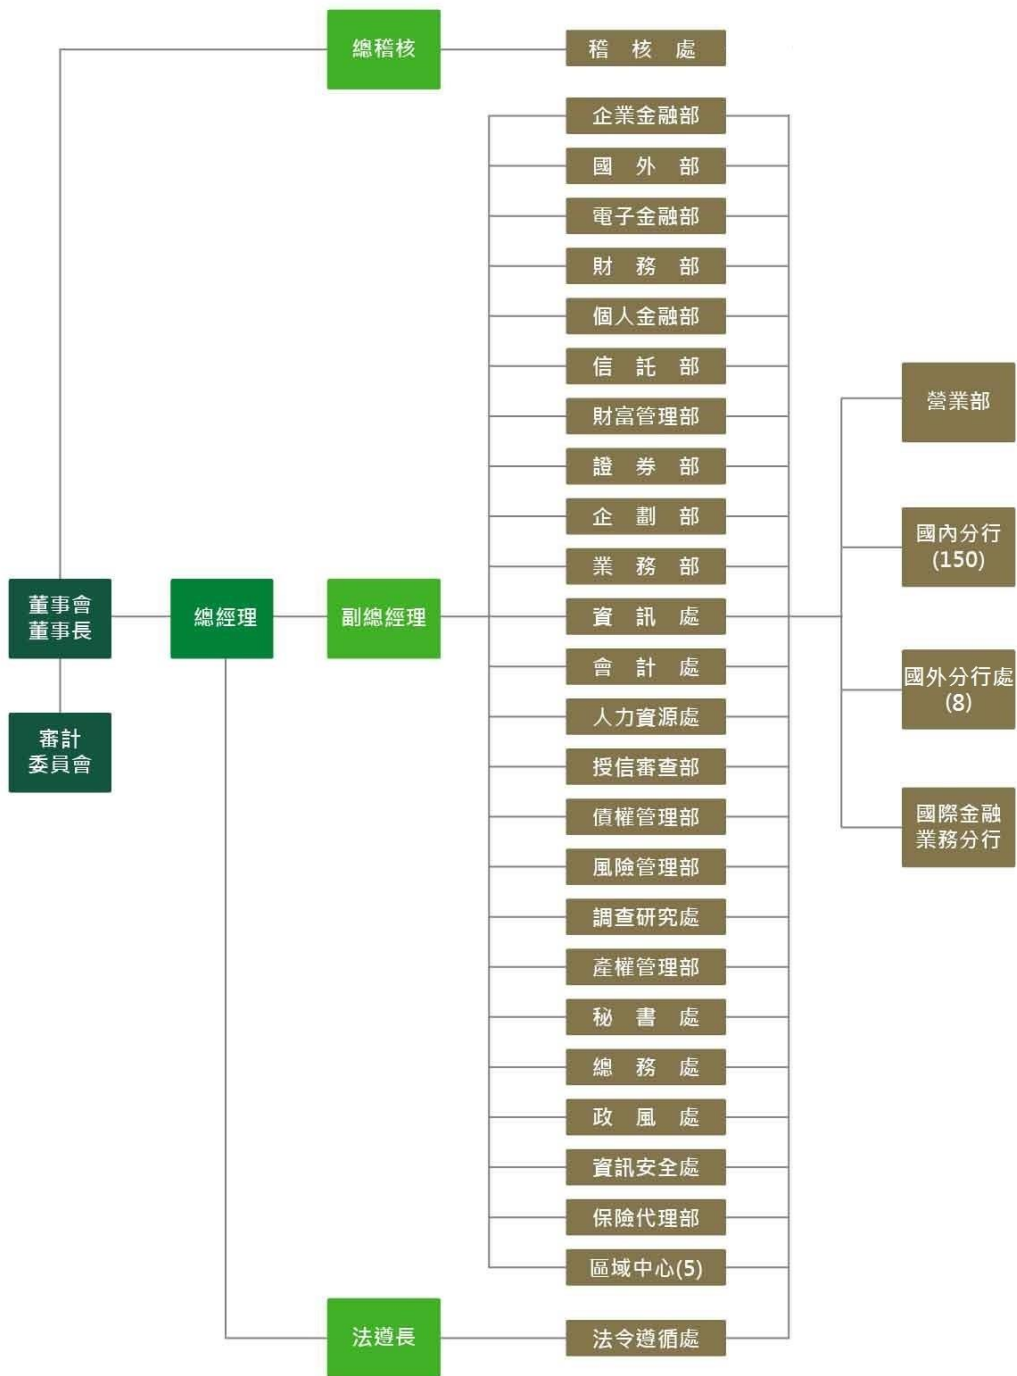 總稽核
稽核處
企業金融部
國外部
電子金融部
財務部
個人金融部
信託部
財富管理部
證券部
企劃部
業務部
資訊處
會計處
人力資源處
授信審查部
債權管理部
風險管理部
調查研究處
產權管理部
秘書處
總務處
政風處
資訊安全處
保險代理部
區域中心(5)
董事會
董事長
審計
委員會
總經理
副總經理
法遵長
法令遵循處
營業部
國內分行
(150)
國外分行處
(8)
國際金融
業務分行